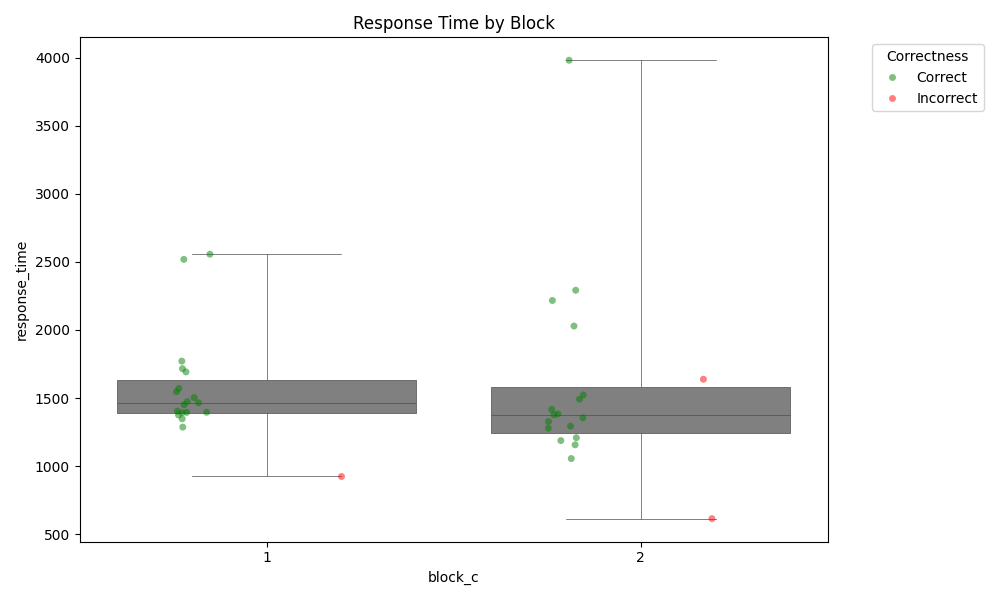 Response Time by Block
Correctness
Correct
Incorrect
4000
3500
3000
2500
2000
1500
1000
500
response_time
1
2
block_c